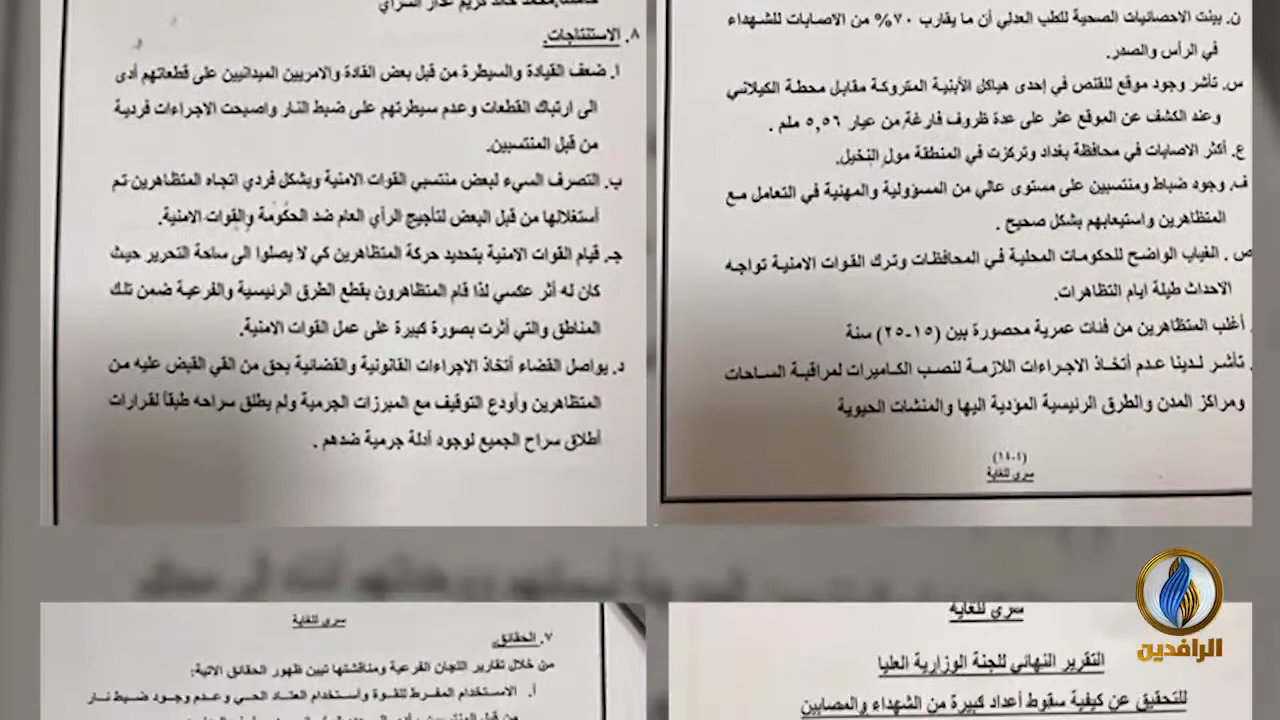 ن. بينت الاحصائيات الصحية للطب العدلي أن ما يقارب ٧٠% من الاصابات للشهداء
في الرأس والصدر.
س. تأشر وجود موقع للقنص في إحدى هياكل الأبنية المتروكة مقابل محطة الكيلاني
وعند الكشف عن الموقع عثر على عدة ظروف فارغة من عيار ٥,٥٦ ملم .
ع. أكثر الاصابات في محافظة بغداد وتركزت في المنطقة مول النخيل.
ف. وجود ضباط ومنتسبين على مستوى عالي من المسؤولية والمهنية في التعامل مع
المتظاهرين واستيعابهم بشكل صحيح .
ص . الغياب الواضح للحكومات المحلية في المحافظات وترك القوات الامنية تواجه
الاحداث طيلة ايام التظاهرات.
أغلب المتظاهرين من فئات عمرية محصورة بين (١٥-٢٥) سنة
تأشر لدينا عدم أتخاذ الاجراءات اللازمة لنصب الكاميرات لمراقبة الساحات
ومراكز المدن والطرق الرئيسية المؤدية اليها والمنشات الحيوية
سري للغاية
٨. الاستنتاجات.
ا. ضعف القيادة والسيطرة من قبل بعض القادة والامريين الميدانيين على قطعاتهم أدى
الى ارتباك القطعات وعدم سيطرتهم على ضبط النار واصبحت الاجراءات فردية
من قبل المنتسبين.
ب. التصرف السيء لبعض منتسبي القوات الامنية وبشكل فردي اتجاه المتظاهرين تم
أستغلالها من قبل البعض لتأجيج الرأي العام ضد الحكومة والقوات الامنية.
ج. قيام القوات الامنية بتحديد حركة المتظاهرين كي لا يصلوا الى ساحة التحرير حيث
كان له أثر عكسي لذا قام المتظاهرون بقطع الطرق الرئيسية والفرعية ضمن تلك
المناطق والتي أثرت بصورة كبيرة على عمل القوات الامنية.
د. يواصل القضاء أتخاذ الاجراءات القانونية والقضائية بحق من القي القبض عليه من
المتظاهرين وأودع التوقيف مع المبرزات الجرمية ولم يطلق سراحه طبقاً لقرارات
أطلاق سراح الجميع لوجود أدلة جرمية ضدهم .
سري للغاية
التقرير النهائي للجنة الوزارية العليا
للتحقيق عن كيفية سقوط أعداد كبيرة من الشهداء والمصابين
سري للغاية
٧. الحقائق.
من خلال تقارير اللجان الفرعية ومناقشتها تبين ظهور الحقائق الاتية:
أ. الاستخدام المفرط للقوة وأستخدام العتاد الحي وعدم وجود ضبط نار
الرافدين